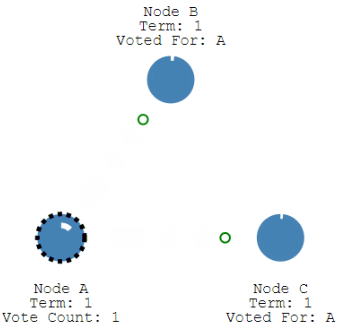 Node B
Term: 1
Voted For: A
Node A
Term: 1
Vote Count: 1
Node C
Term: 1
Voted For: A